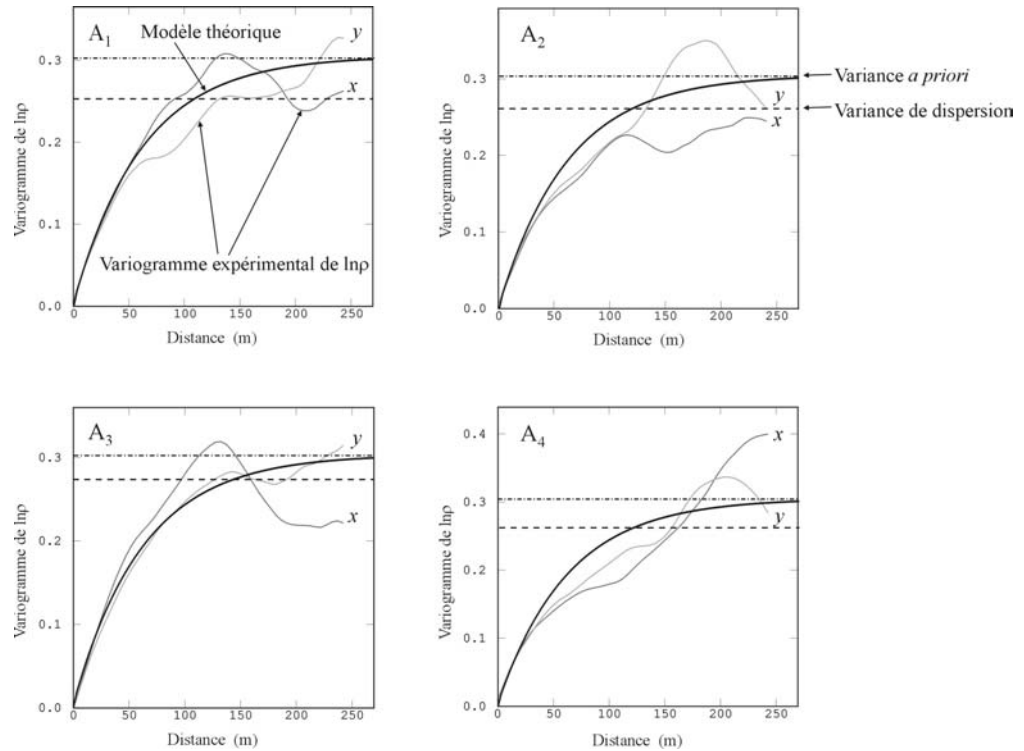 A1
Modèle théorique
y
x
Variogramme expérimental de lnρ
Variogramme de lnρ
0.3
0.2
0.1
0.0
0 50 100 150 200 250
Distance (m)
A2
Variance a priori
Variance de dispersion
y
x
Variogramme de lnρ
0.3
0.2
0.1
0.0
0 50 100 150 200 250
Distance (m)
A3
y
x
Variogramme de lnρ
0.3
0.2
0.1
0.0
0 50 100 150 200 250
Distance (m)
A4
x
y
Variogramme de lnρ
0.4
0.3
0.2
0.1
0.0
0 50 100 150 200 250
Distance (m)